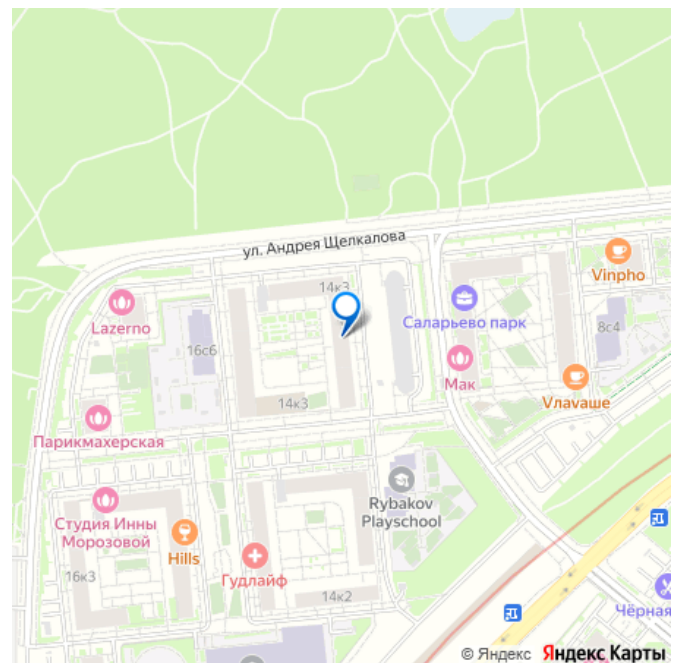 ул. Андрея Щелкалова
Vinpho
14к3
Lazerno
Саларьево парк
8с4
16с6
Мак
Vлаvаше
14к3
Парикмахерская
Rybakov
Playschool
Студия Инны
Морозовой
Hills
16к3
Гудлайф
14к2
Чёрная
© Яндекс Яндекс Карты